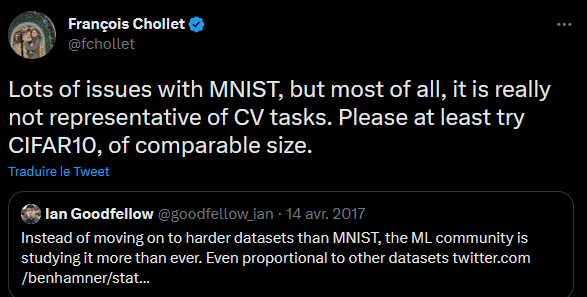 François Chollet
@fchollet
Lots of issues with MNIST, but most of all, it is really
not representative of CV tasks. Please at least try
CIFAR10, of comparable size.
Traduire le Tweet
Ian Goodfellow @goodfellow_ian · 14 avr. 2017
Instead of moving on to harder datasets than MNIST, the ML community is
studying it more than ever. Even proportional to other datasets twitter.com
/benhamner/stat…